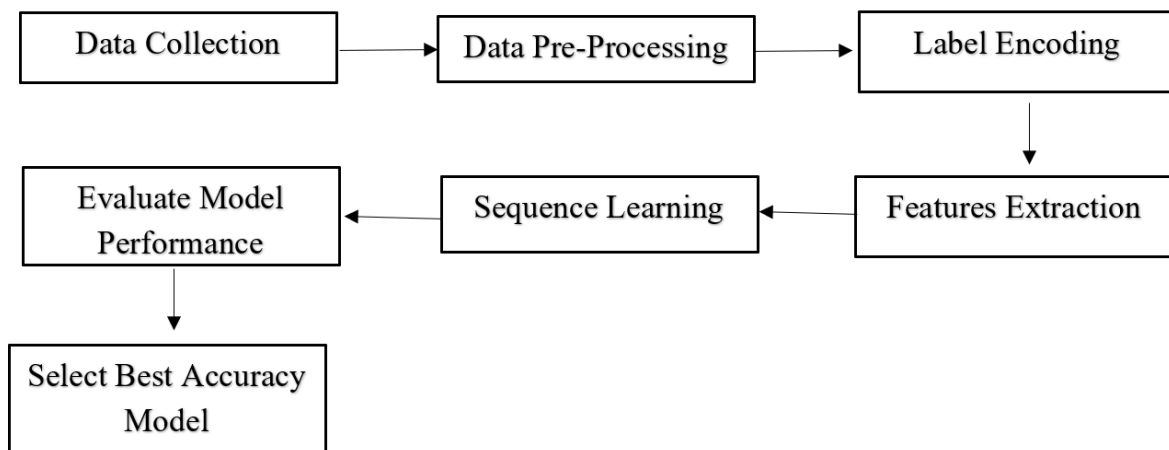 Data Collection
Data Pre-Processing
Label Encoding
Features Extraction
Sequence Learning
Evaluate Model
Performance
Select Best Accuracy
Model